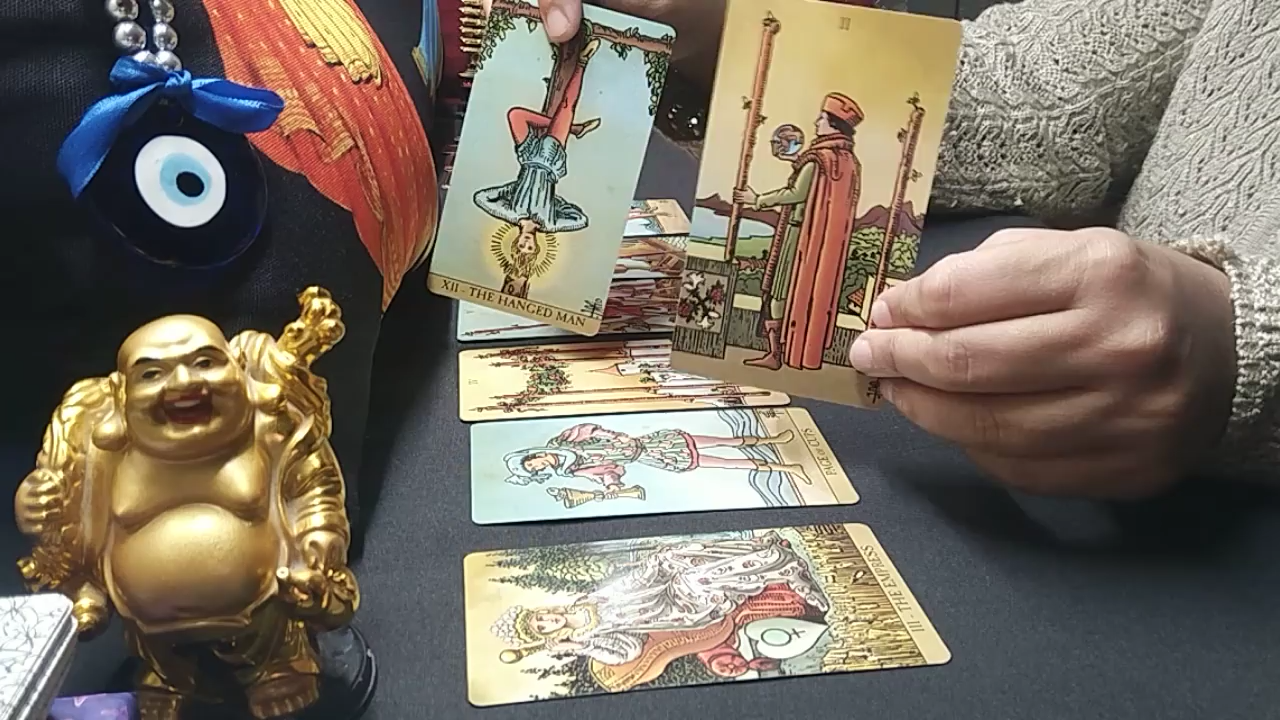 II
XII - THE HANGED MAN
PAGE of CUPS
III - THE EMPRESS